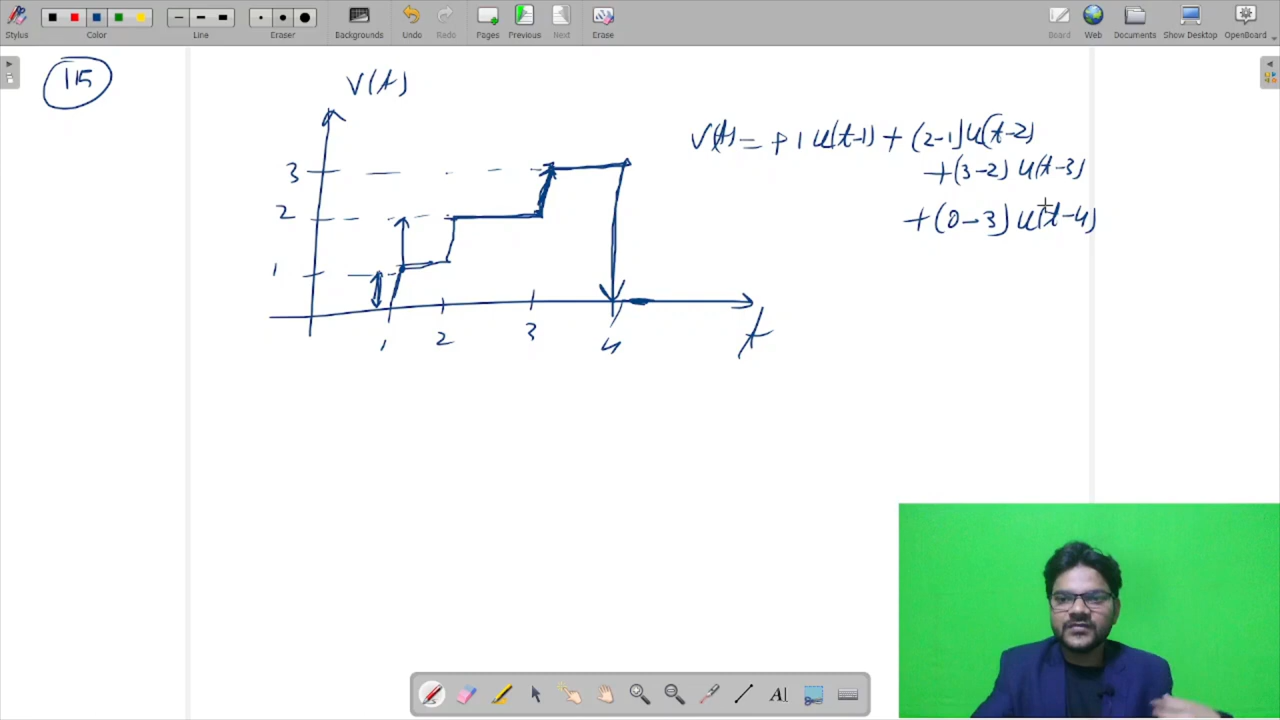 Stylus Color Line Eraser Backgrounds Undo Redo Pages Previous Next Erase Board Web Documents Show Desktop OpenBoard
115
V(t)
V(t) = +1 u(t-1) + (2-1) u(t-2)
+ (3-2) u(t-3)
+ (0-3) u(t-4)
3
2
1
1 2 3 4 t